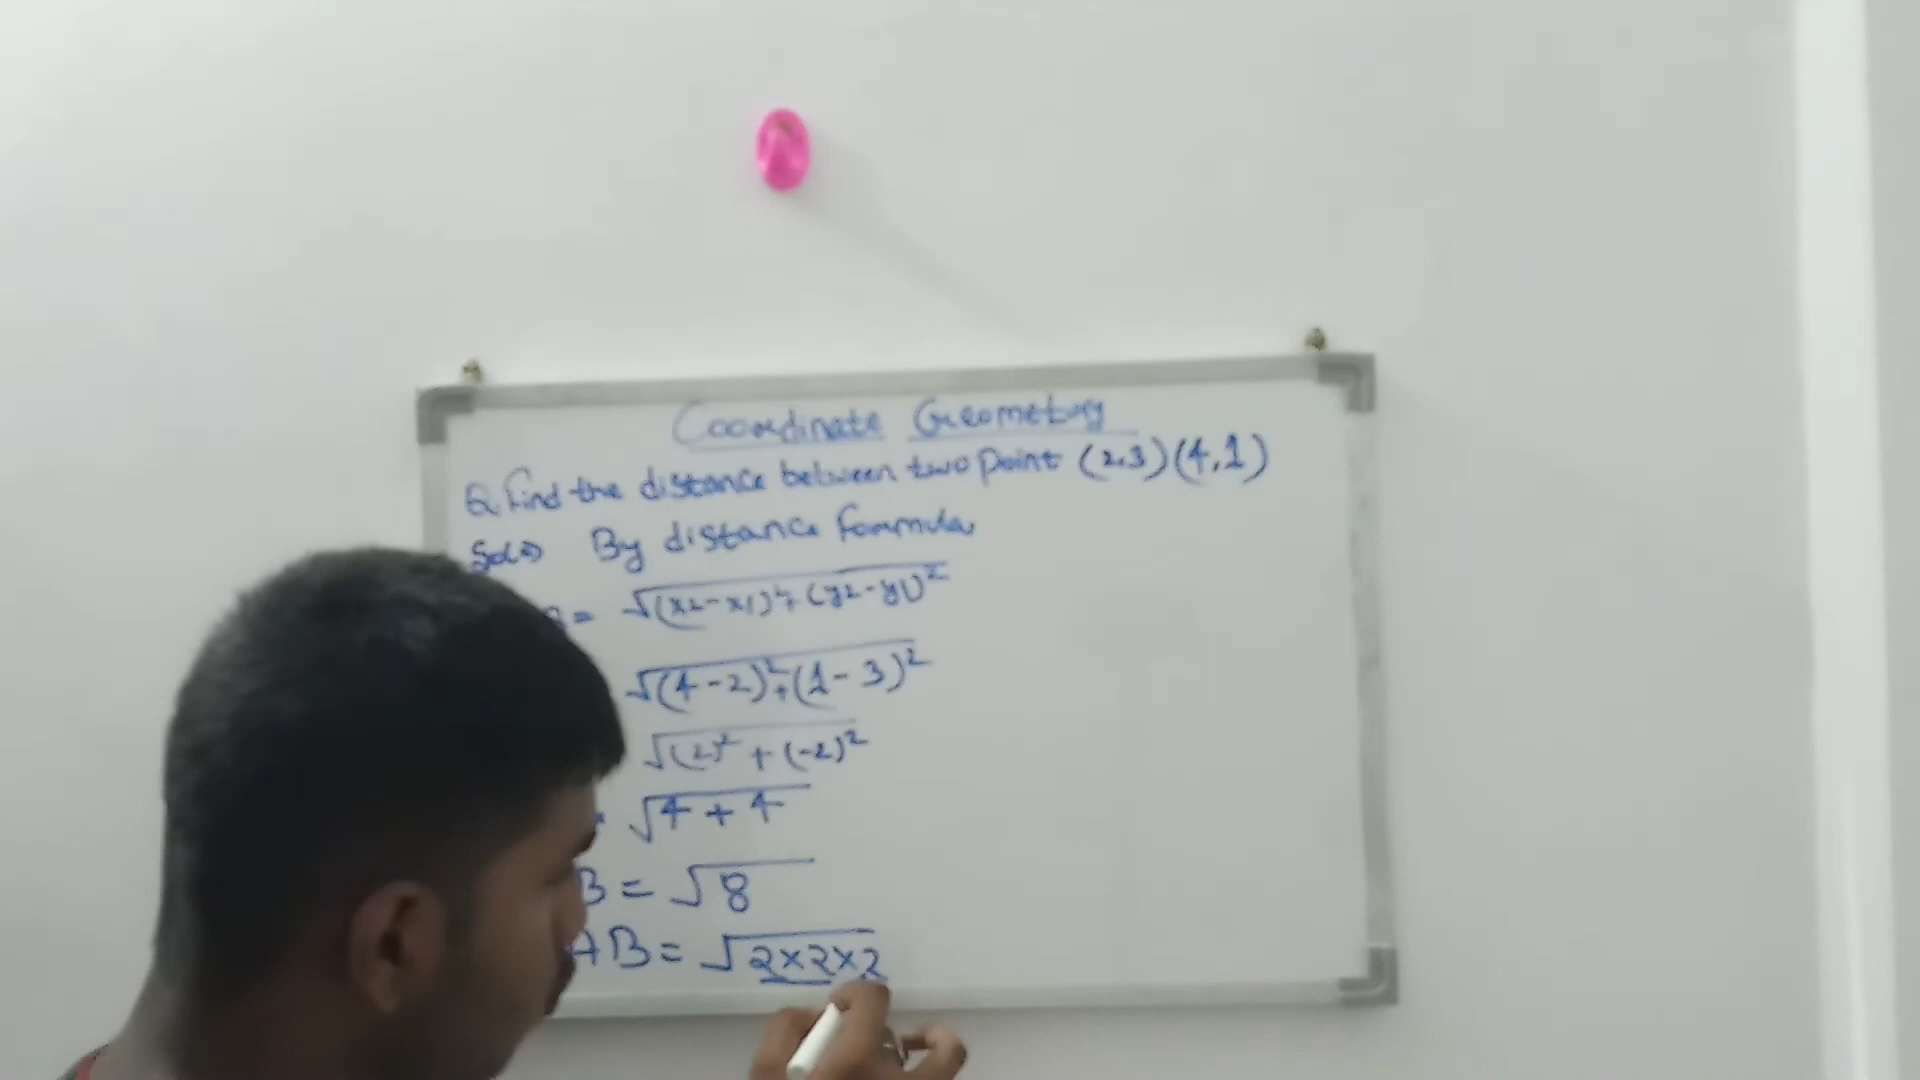 Coordinate Geometry
Q. Find the distance between two point (2,3)(4,1)
Sol⇒ By distance formula
B = √(x2-x1)²+(y2-y1)²
√(4-2)²+(1-3)²
√(2)²+(-2)²
= √4+4
B = √8
AB = √2×2×2